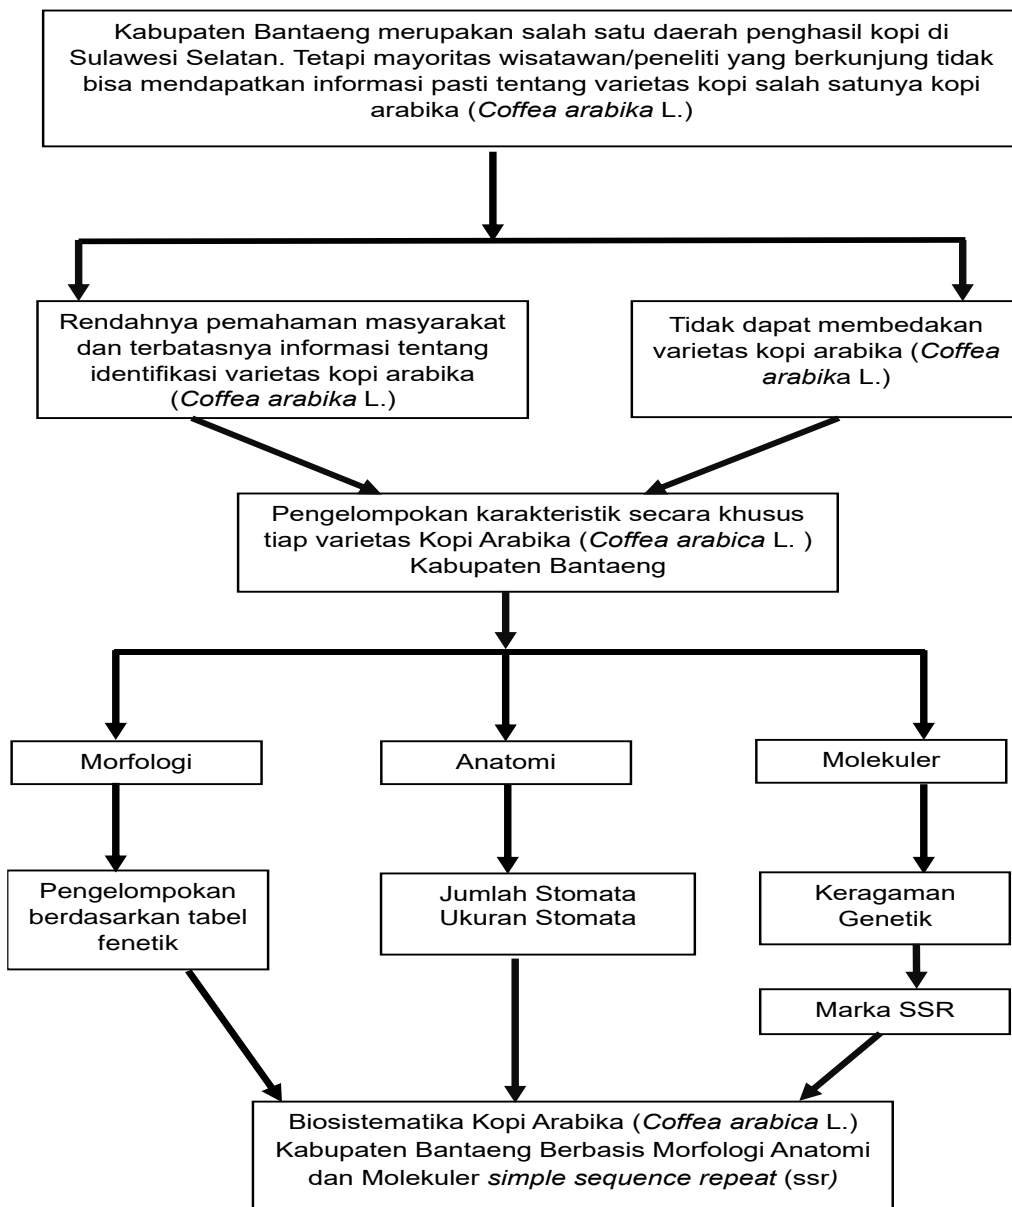 Kabupaten Bantaeng merupakan salah satu daerah penghasil kopi di
Sulawesi Selatan. Tetapi mayoritas wisatawan/peneliti yang berkunjung tidak
bisa mendapatkan informasi pasti tentang varietas kopi salah satunya kopi
arabika (Coffea arabika L.)
Rendahnya pemahaman masyarakat
dan terbatasnya informasi tentang
identifikasi varietas kopi arabika
(Coffea arabika L.)
Tidak dapat membedakan
varietas kopi arabika (Coffea
arabika L.)
Pengelompokan karakteristik secara khusus
tiap varietas Kopi Arabika (Coffea arabica L. )
Kabupaten Bantaeng
Morfologi
Anatomi
Molekuler
Pengelompokan
berdasarkan tabel
fenetik
Jumlah Stomata
Ukuran Stomata
Keragaman
Genetik
Marka SSR
Biosistematika Kopi Arabika (Coffea arabica L.)
Kabupaten Bantaeng Berbasis Morfologi Anatomi
dan Molekuler simple sequence repeat (ssr)